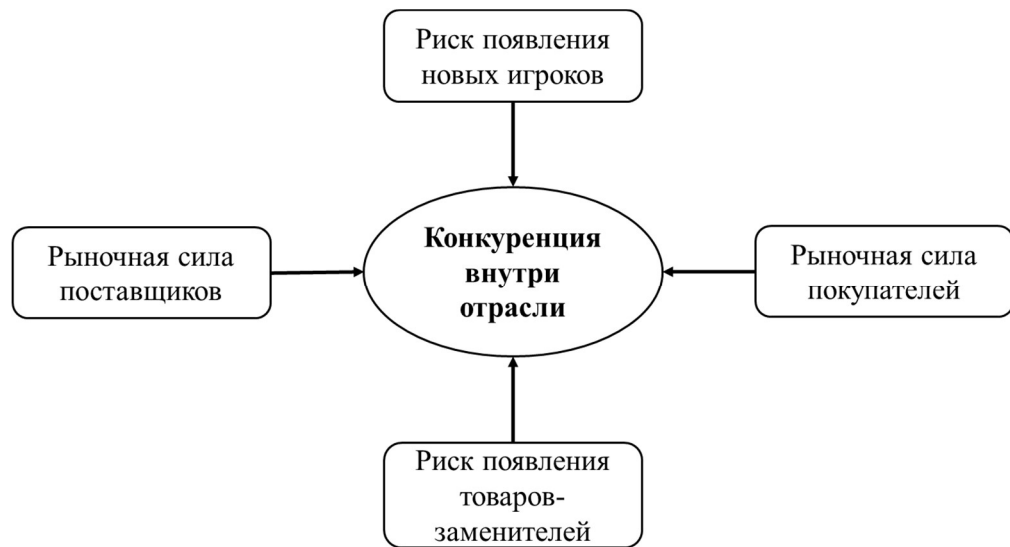 Риск появления
новых игроков
Рыночная сила
поставщиков
Конкуренция
внутри
отрасли
Рыночная сила
покупателей
Риск появления
товаров-
заменителей